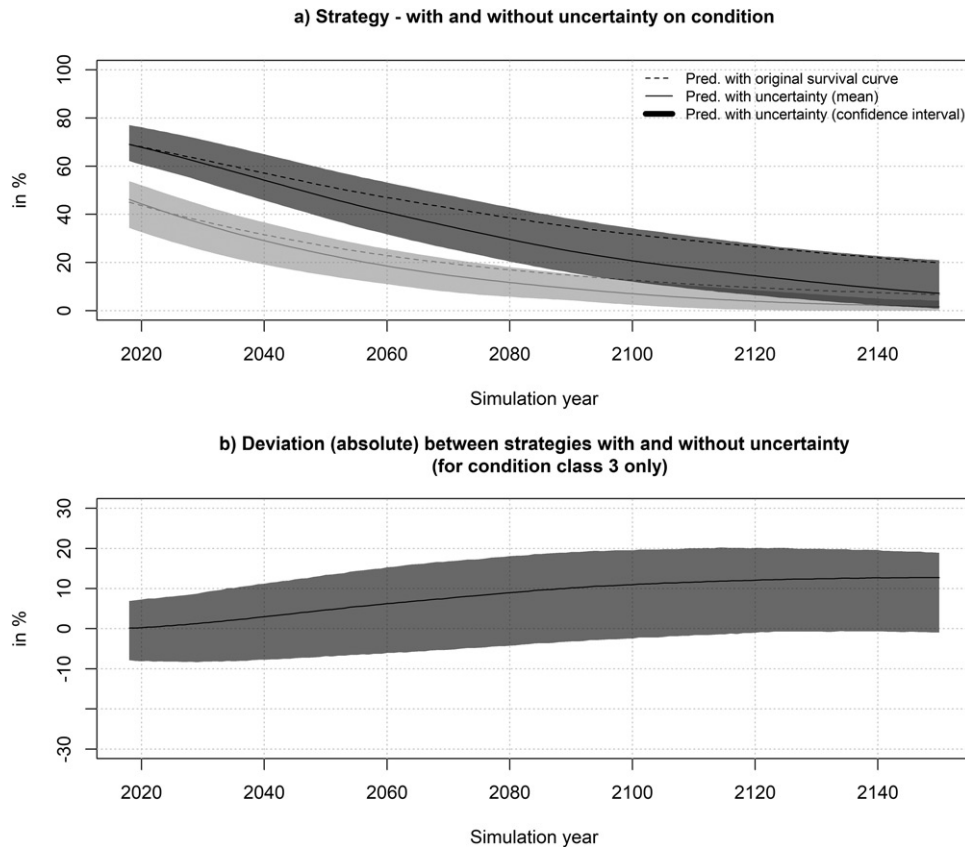 a) Strategy - with and without uncertainty on condition
Pred. with original survival curve
Pred. with uncertainty (mean)
Pred. with uncertainty (confidence interval)
in %
100
80
60
40
20
0
2020 2040 2060 2080 2100 2120 2140
Simulation year
b) Deviation (absolute) between strategies with and without uncertainty
(for condition class 3 only)
in %
30
20
10
0
-10
-30
2020 2040 2060 2080 2100 2120 2140
Simulation year